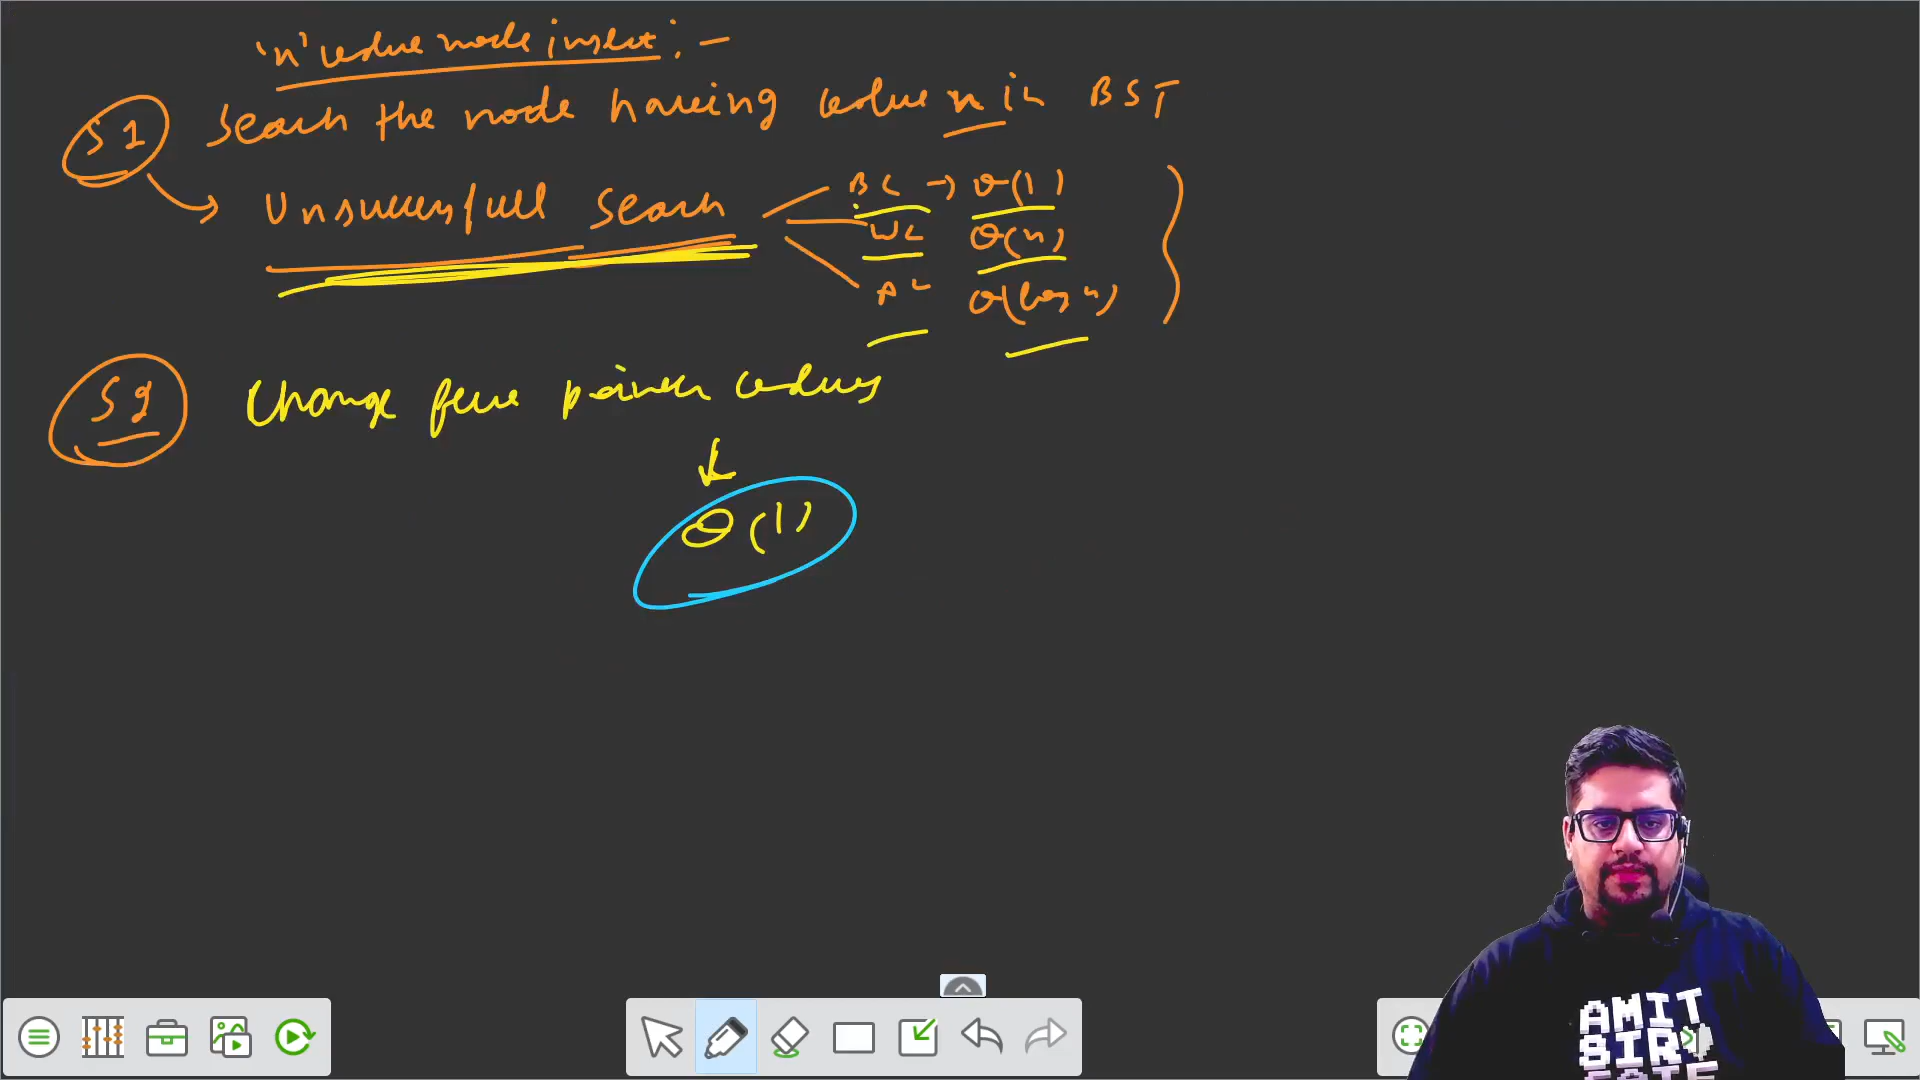 'x' value node insert : -
S1 Search the node having value x in BST
Unsuccessfull Search
BC → θ(1)
WC θ(n)
AC θ(log n)
S2 Change few pointer values
θ(1)
AMIT